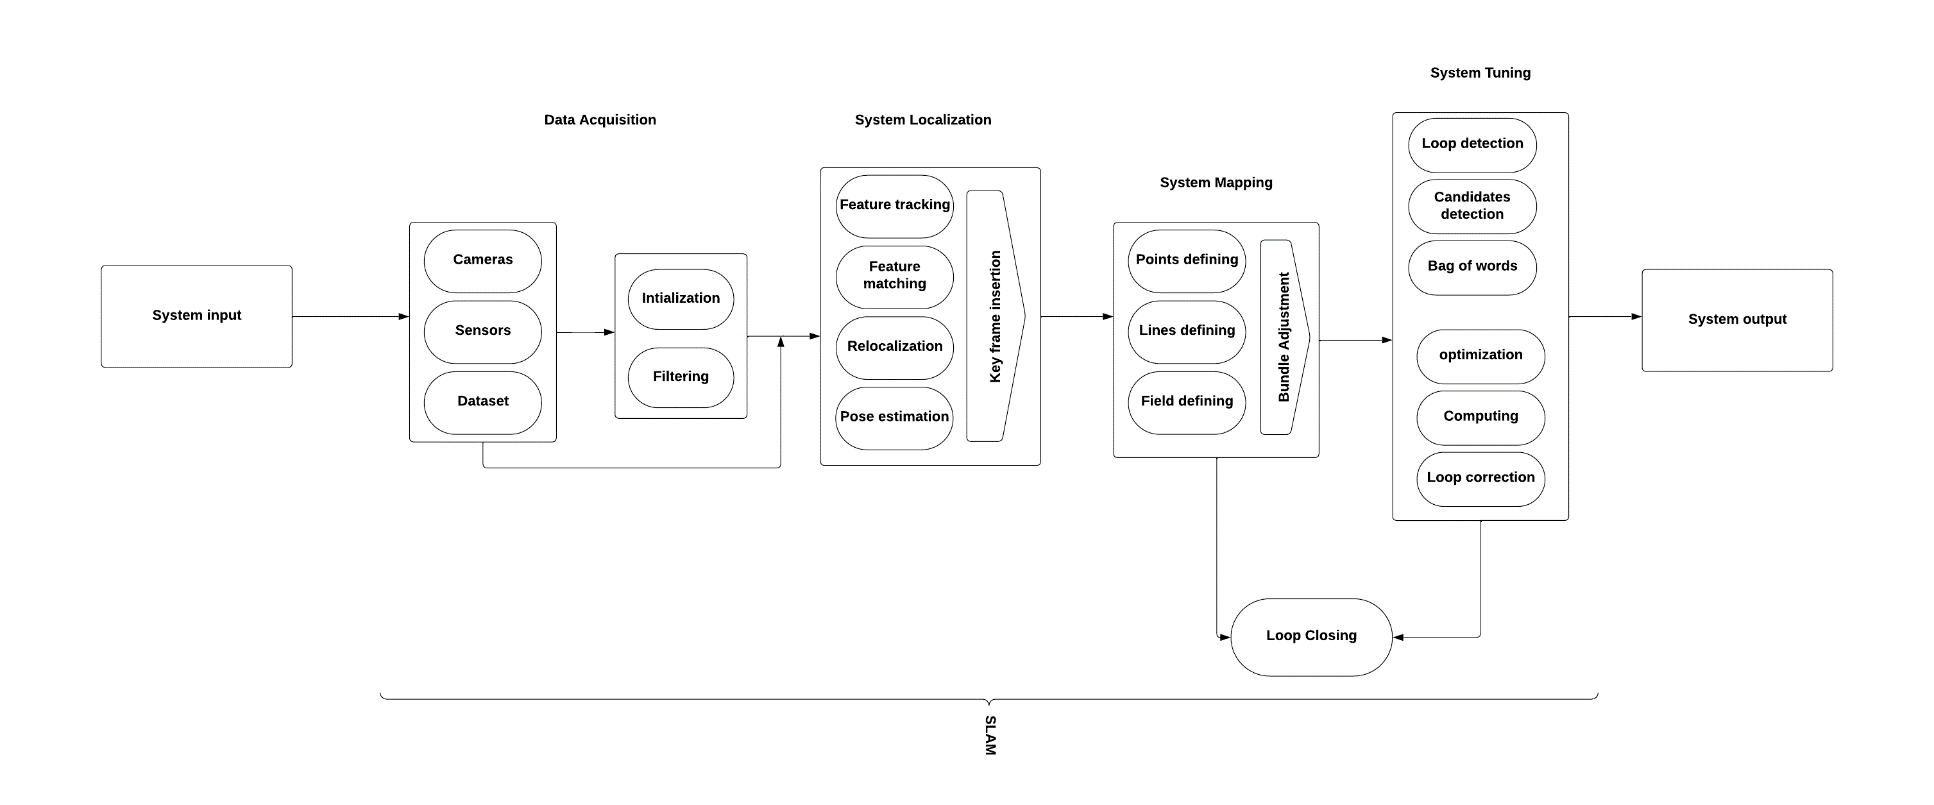 System Tuning
Data Acquisition
System Localization
System Mapping
System input
Cameras
Sensors
Dataset
Intialization
Filtering
Feature tracking
Feature
matching
Relocalization
Pose estimation
Key frame insertion
Points defining
Lines defining
Field defining
Bundle Adjustment
Loop detection
Candidates
detection
Bag of words
optimization
Computing
Loop correction
System output
Loop Closing
SLAM